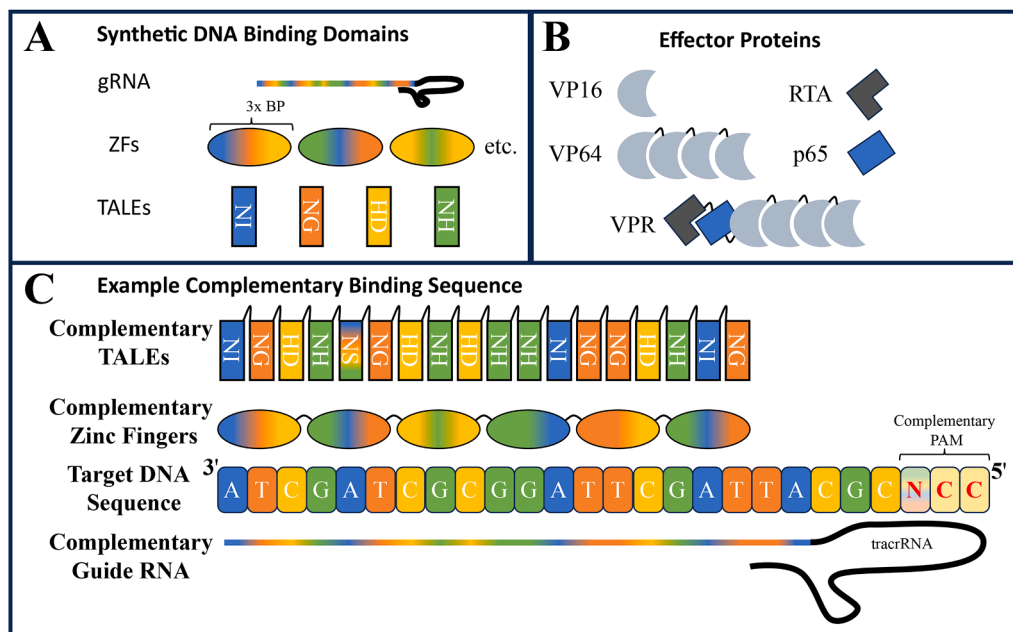 A Synthetic DNA Binding Domains
gRNA
3x BP
ZFs
etc.
TALEs
NI NG HD NH
B Effector Proteins
VP16
RTA
VP64
p65
VPR
C Example Complementary Binding Sequence
Complementary
TALEs
NI NG HD NH NS NG HD NH HD NH NH NI NG NG HD NH NI NG
Complementary
Zinc Fingers
Complementary
PAM
Target DNA
Sequence
3' A T C G A T C G C G G A T T C G A T T A C G C N C C 5'
Complementary
Guide RNA
tracrRNA